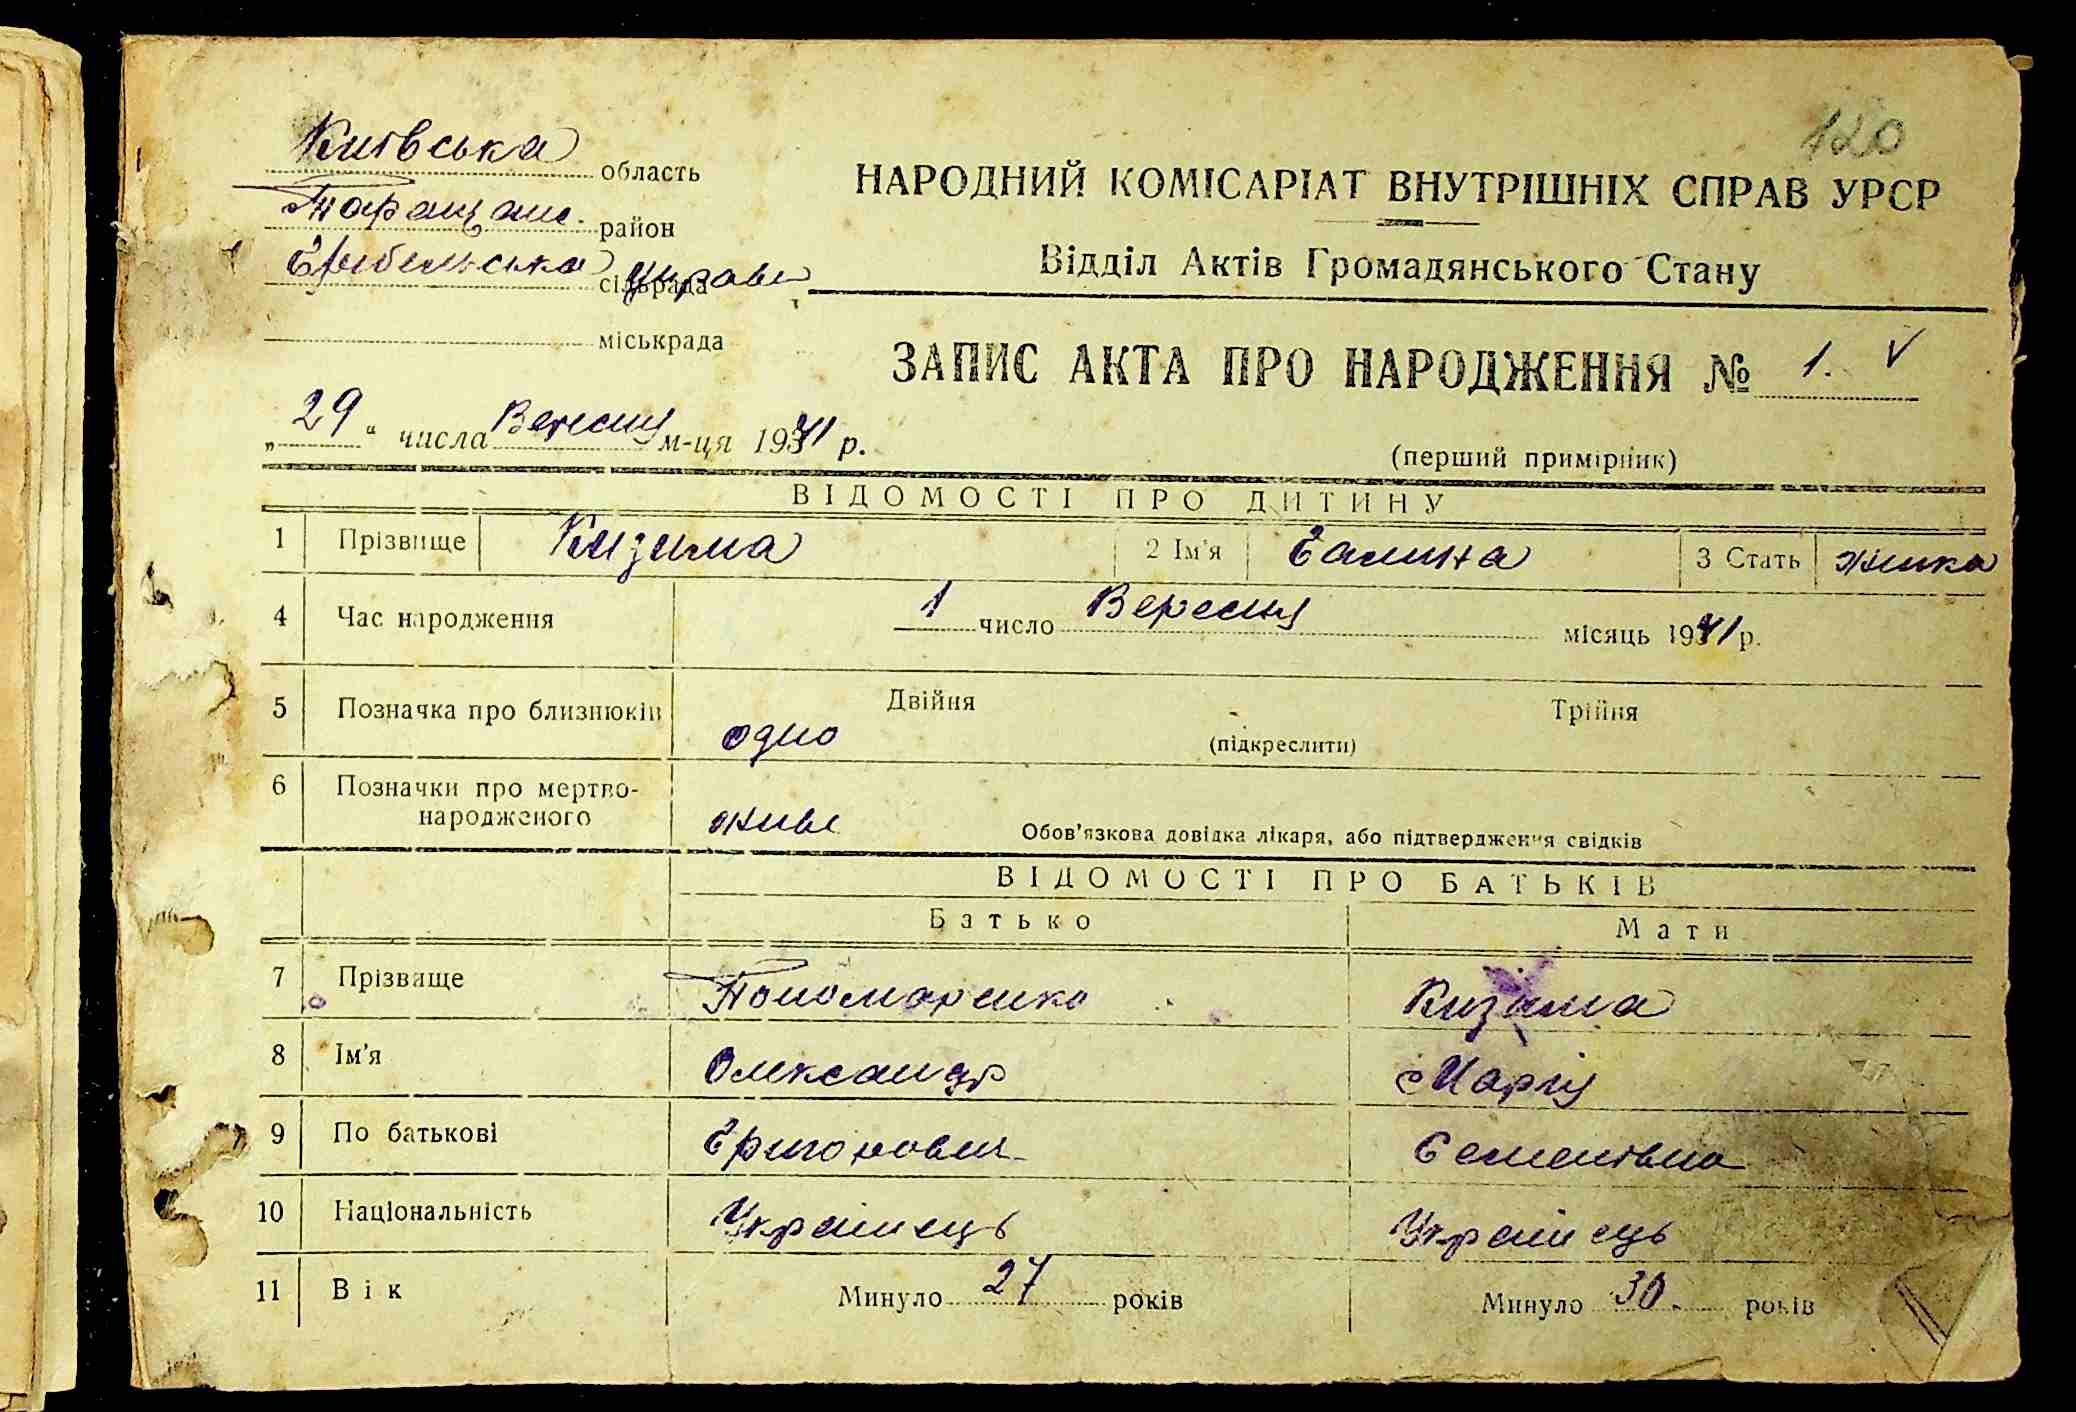 120
Київська область
НАРОДНИЙ КОМІСАРІАТ ВНУТРІШНІХ СПРАВ УРСР
Таращан. район
Відділ Актів Громадянського Стану
сільрада Управа
міськрада
ЗАПИС АКТА ПРО НАРОДЖЕННЯ № 1. V
„29“ числа Вересня м-ця 1941 р.
(перший примірник)
ВІДОМОСТІ ПРО ДИТИНУ
1 Прізвище Кизима 2 Ім'я Галина 3 Стать жінка
4 Час народження 1 число Вересня місяць 1941 р.
5 Позначка про близнюків одно Двійня (підкреслити) Трійня
6 Позначки про мертво-
народженого живе Обов'язкова довідка лікаря, або підтвердження свідків
ВІДОМОСТІ ПРО БАТЬКІВ
Батько Мати
7 Прізвище Пономаренко Кизима
8 Ім'я Олександр Марія
9 По батькові Семенівна
10 Національність Українець Українець
11 Вік Минуло 27 років Минуло 30. років